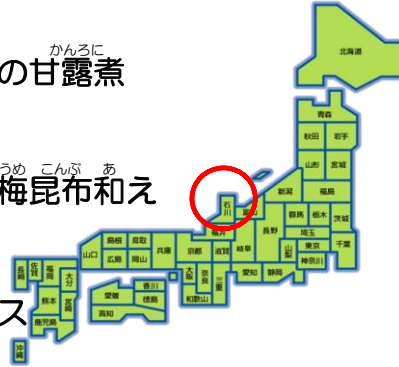 かんろに
の甘露煮
うめ こんぶ あ
梅昆布和え
ス
北海道
青森
秋田 岩手
山形 宮城
新潟 福島
石川 富山 群馬 栃木 茨城
福井 長野 埼玉
岐阜 山梨 東京 千葉
神奈川
島根 鳥取 兵庫 京都 滋賀
山口 広島 岡山
大阪 奈良 三重 愛知 静岡
和歌山
長崎 佐賀 福岡 大分
熊本 宮崎
鹿児島
愛媛 香川
徳島
高知
沖縄